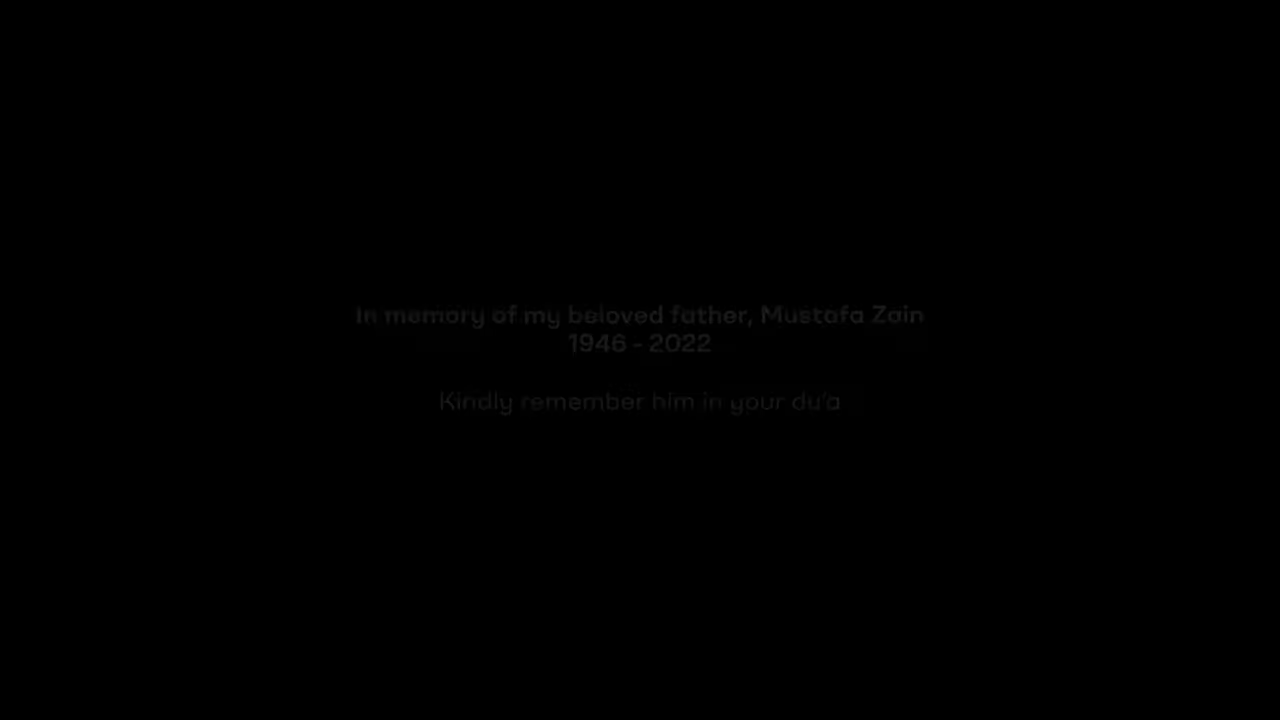 In memory of my beloved father, Mustafa Zain
1946 - 2022
Kindly remember him in your du'a